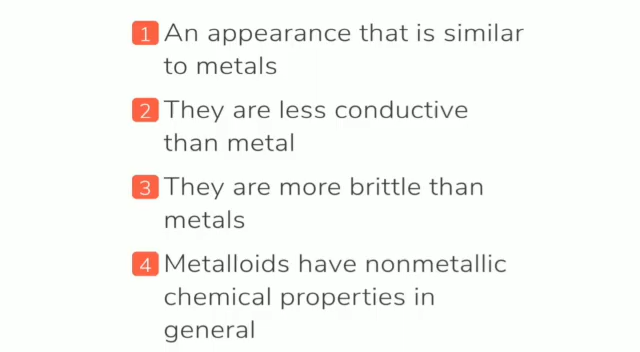 1 An appearance that is similar
to metals
2 They are less conductive
than metal
3 They are more brittle than
metals
4 Metalloids have nonmetallic
chemical properties in
general